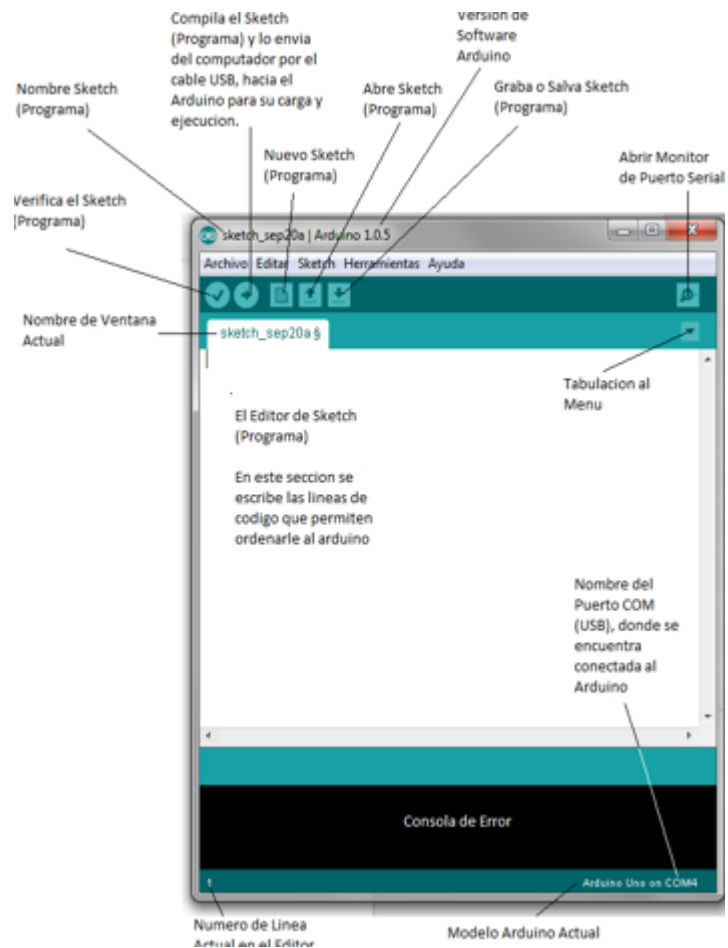 Compila el Sketch
(Programa) y lo envia
del computador por el
cable USB, hacia el
Arduino para su carga y
ejecucion.
Version de
Software
Arduino
Nombre Sketch
(Programa)
Abre Sketch
(Programa)
Graba o Salva Sketch
(Programa)
Nuevo Sketch
(Programa)
Abrir Monitor
de Puerto Serial
Verifica el Sketch
(Programa)
sketch_sep20a | Arduino 1.0.5
Archivo Editar Sketch Herramientas Ayuda
Nombre de Ventana
Actual
sketch_sep20a §
Tabulacion al
Menu
El Editor de Sketch
(Programa)
En este seccion se
escribe las lineas de
codigo que permiten
ordenarle al arduino
Nombre del
Puerto COM
(USB), donde se
encuentra
conectada al
Arduino
Consola de Error
1
Arduino Uno on COM4
Numero de Linea
Actual en el Editor
Modelo Arduino Actual